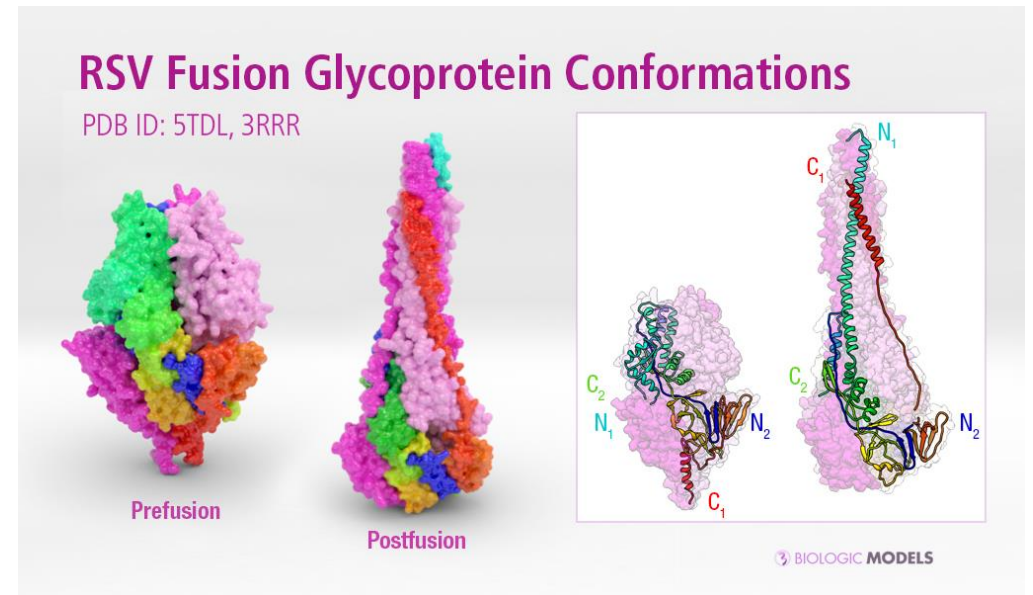 RSV Fusion Glycoprotein Conformations
PDB ID: 5TDL, 3RRR
Prefusion
Postfusion
N1
C1
C2
C2
N1
N2
N2
C1
BIOLOGIC MODELS